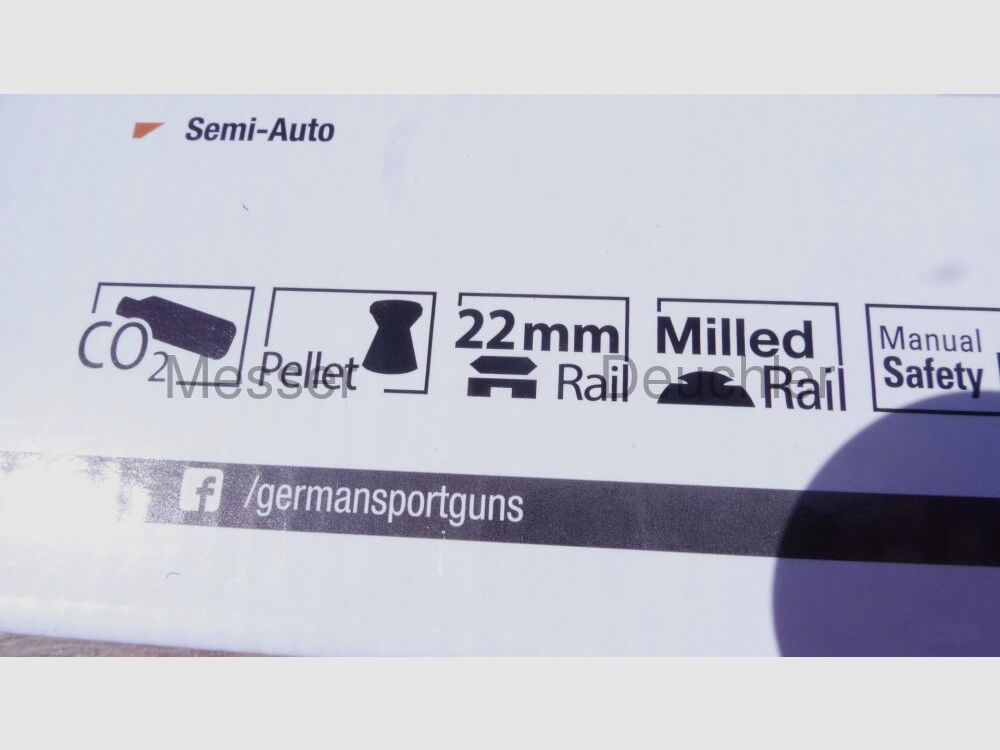 Semi-Auto
CO2
Pellet
22mm
Rail
Milled
Rail
Manual
Safety
Messer Deuchler
f /germansportguns